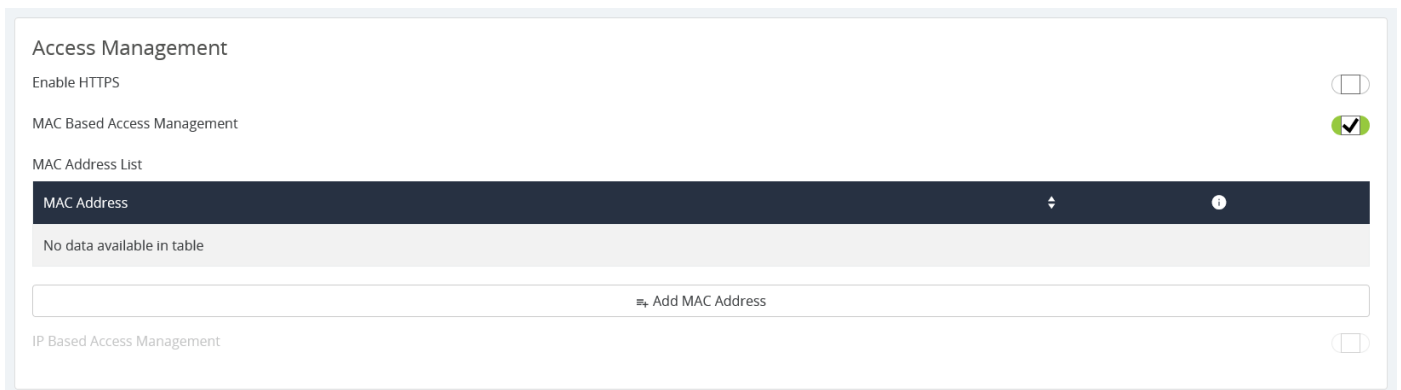 Access Management
Enable HTTPS
MAC Based Access Management
MAC Address List
MAC Address
No data available in table
Add MAC Address
IP Based Access Management